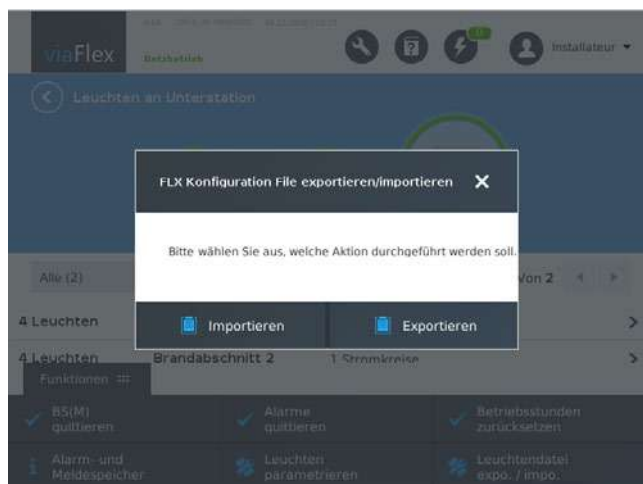 viaFlex
Netzbetrieb
0
Installateur
Leuchten an Unterstation
FLX Konfiguration File exportieren/importieren
Bitte wählen Sie aus, welche Aktion durchgeführt werden soll.
Alle (2)
Von 2
Importieren
Exportieren
4 Leuchten
4 Leuchten Brandabschnitt 2 1 Stromkreise
Funktionen
BS(M) quittieren
Alarme quittieren
Betriebsstunden zurücksetzen
Alarm- und Meldespeicher
Leuchten parametrieren
Leuchtendatei expo. / impo.